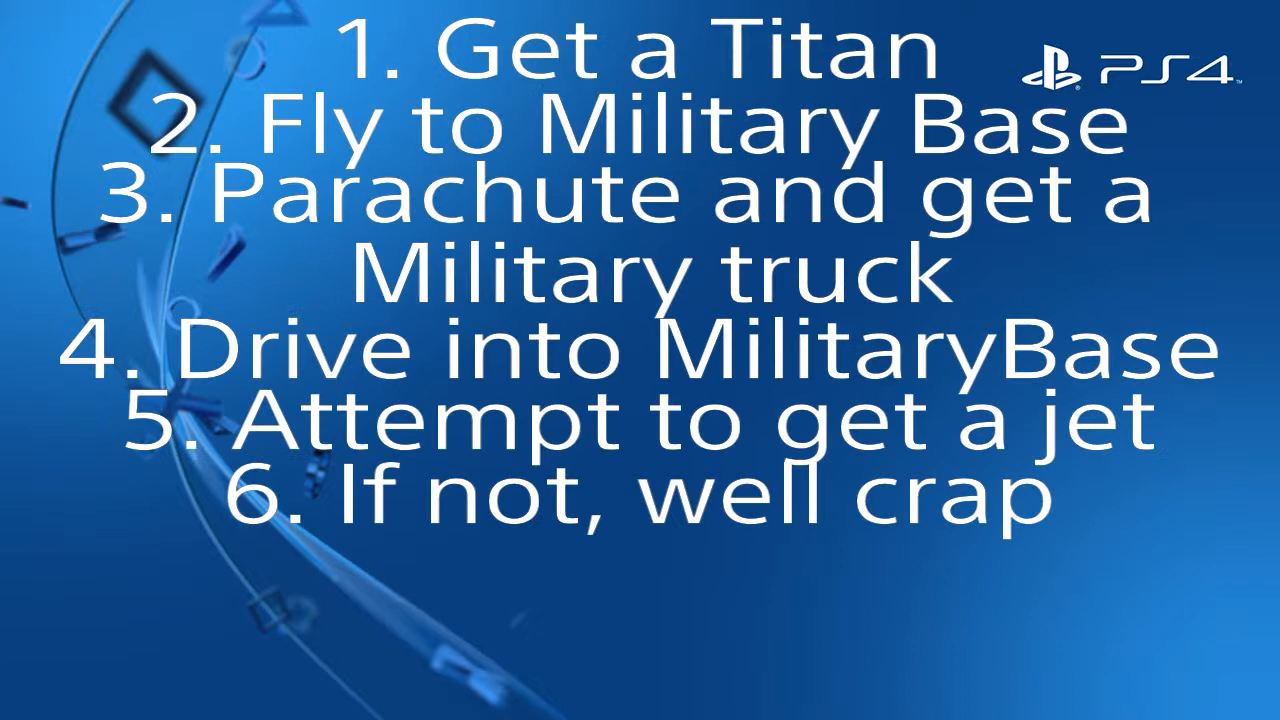 1. Get a Titan
PS4
2. Fly to Military Base
3. Parachute and get a
Military truck
4. Drive into MilitaryBase
5. Attempt to get a jet
6. If not, well crap